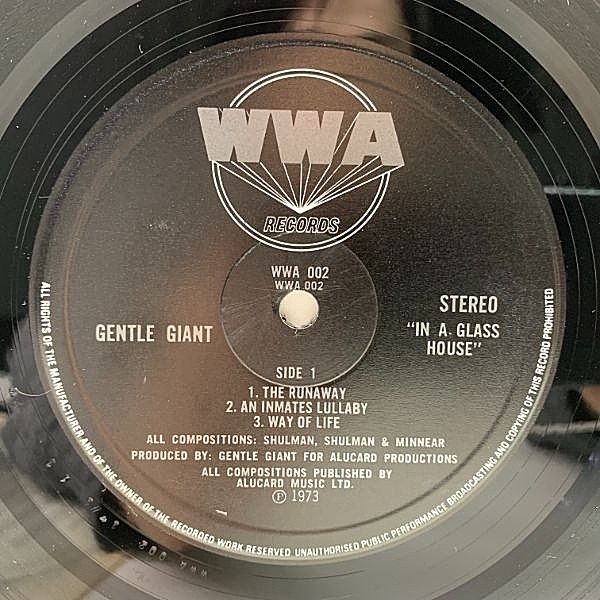 WWA
RECORDS
WWA 002
WWA 002
GENTLE GIANT
STEREO
"IN A GLASS
HOUSE"
SIDE 1
1. THE RUNAWAY
2. AN INMATES LULLABY
3. WAY OF LIFE
ALL COMPOSITIONS: SHULMAN, SHULMAN & MINNEAR
PRODUCED BY: GENTLE GIANT FOR ALUCARD PRODUCTIONS
ALL COMPOSITIONS PUBLISHED BY
ALUCARD MUSIC LTD.
Ⓟ 1973
ALL RIGHTS OF THE MANUFACTURER AND OF THE OWNER OF THE RECORDED WORK RESERVED UNAUTHORISED PUBLIC PERFORMANCE BROADCASTING AND COPYING OF THIS RECORD PROHIBITED